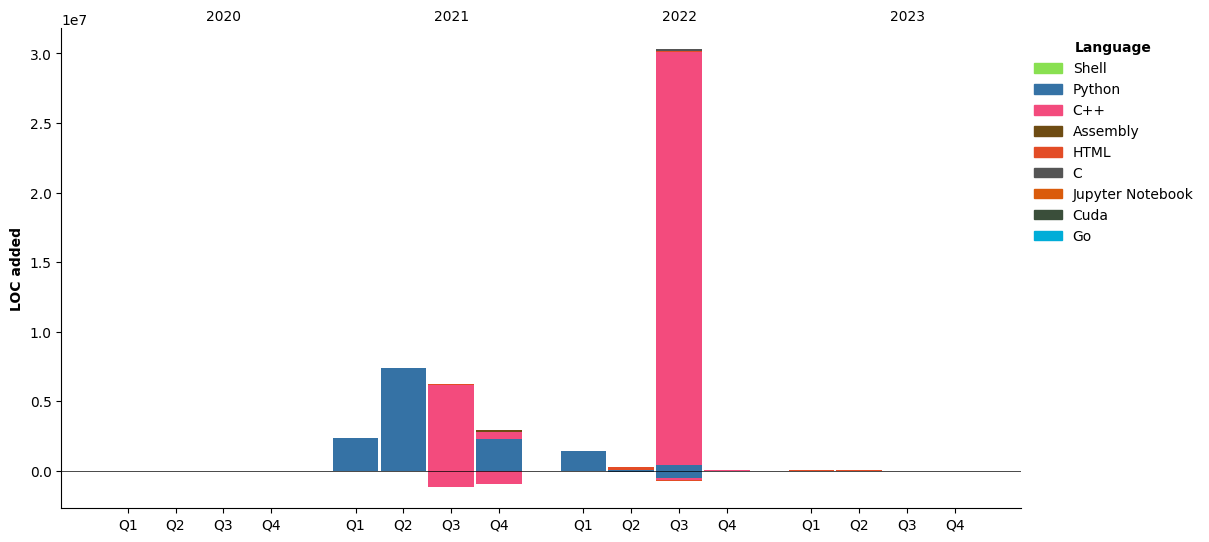 2020 2021 2022 2023
1e7
3.0
2.5
2.0
1.5
1.0
0.5
0.0
LOC added
Q1 Q2 Q3 Q4 Q1 Q2 Q3 Q4 Q1 Q2 Q3 Q4 Q1 Q2 Q3 Q4
Language
Shell
Python
C++
Assembly
HTML
C
Jupyter Notebook
Cuda
Go